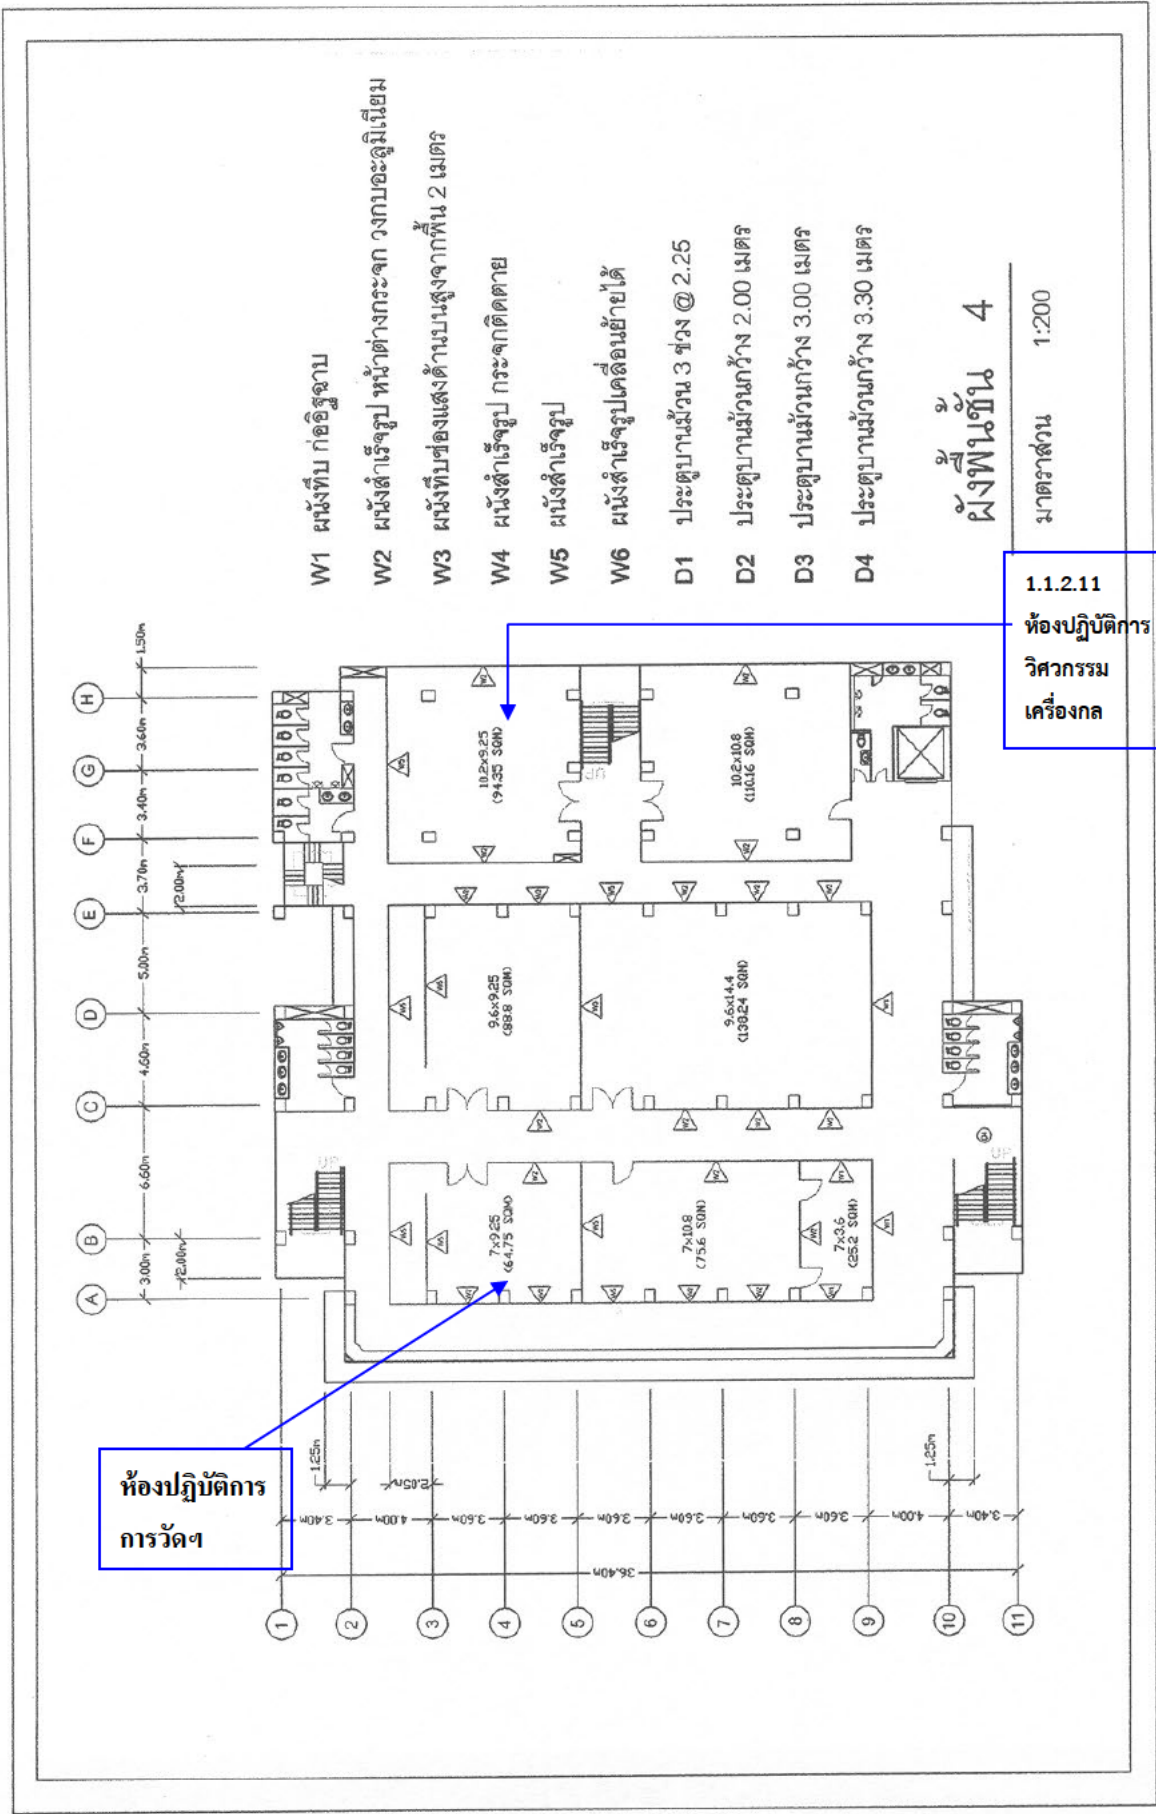 W1 ผนังทึบ ก่ออิฐฉาบ
W2 ผนังสำเร็จรูป หน้าต่างกระจก วงกบอะลูมิเนียม
W3 ผนังทึบช่องแสงด้านบนสูงจากพื้น 2 เมตร
W4 ผนังสำเร็จรูป กระจกติดตาย
W5 ผนังสำเร็จรูป
W6 ผนังสำเร็จรูปเคลื่อนย้ายได้
D1 ประตูบานม้วน 3 ช่วง @ 2.25
D2 ประตูบานม้วนกว้าง 2.00 เมตร
D3 ประตูบานม้วนกว้าง 3.00 เมตร
D4 ประตูบานม้วนกว้าง 3.30 เมตร
ผังพื้นชั้น 4
มาตราส่วน 1:200
1.1.2.11
ห้องปฏิบัติการ
วิศวกรรม
เครื่องกล
ห้องปฏิบัติการ
การวัดฯ
A B C D E F G H
3.00m 6.60m 4.60m 5.00m 3.70m 3.40m 3.60m 1.50m
2.00m 2.00m
10.2x9.25
(94.35 SQM)
10.2x10.8
(110.16 SQM)
9.6x9.25
(88.8 SQM)
9.6x14.4
(138.24 SQM)
7x9.25
(64.75 SQM)
7x10.8
(75.6 SQM)
7x3.6
(25.2 SQM)
UP
UP
UP
1.25m 2.05m 1.25m
3.40m 4.00m 3.60m 3.60m 3.60m 3.60m 3.60m 3.60m 4.00m 3.40m
36.40m
1 2 3 4 5 6 7 8 9 10 11